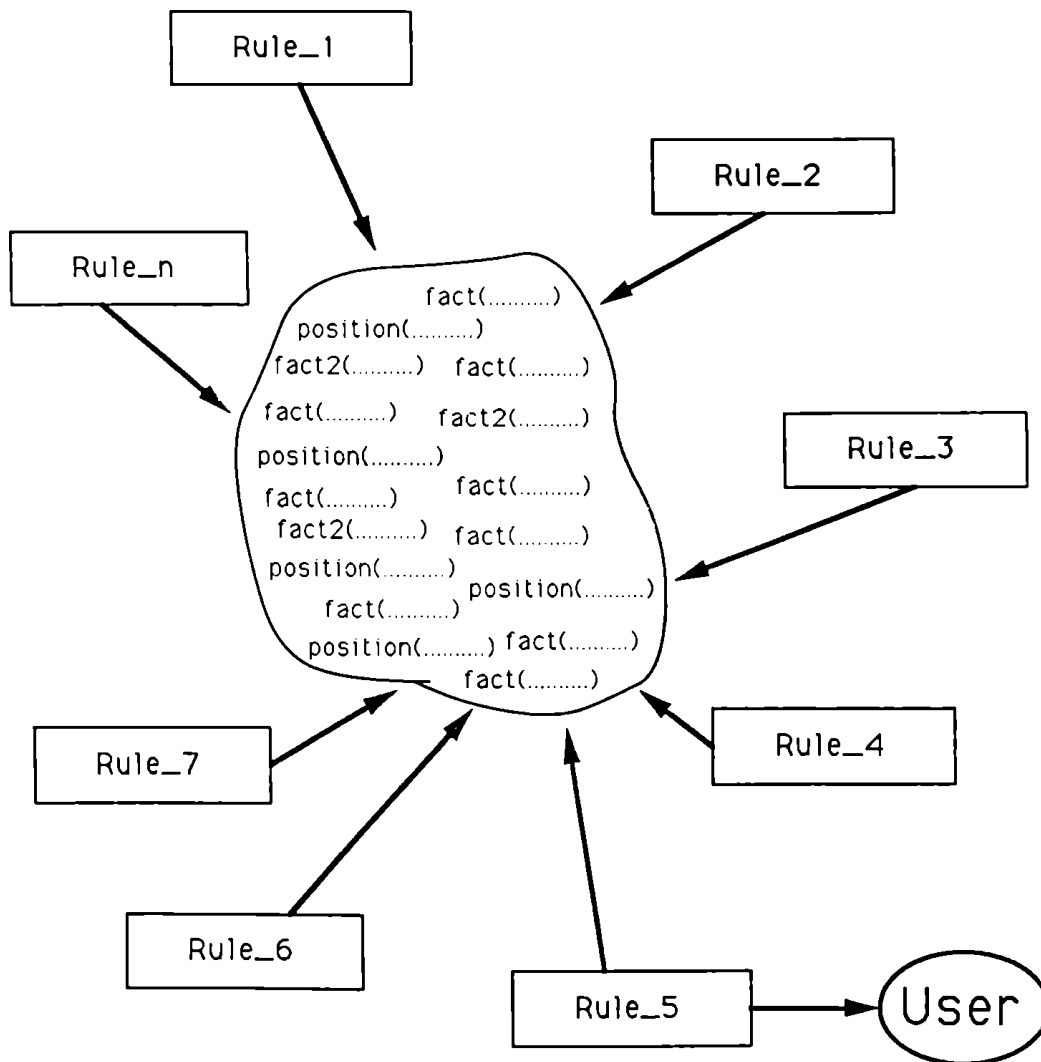 Rule_1
Rule_2
Rule_n
fact(..........)
position(..........)
fact2(..........)
fact(..........)
fact(..........)
fact2(..........)
Rule_3
position(..........)
fact(..........)
fact(..........)
fact2(..........)
fact(..........)
position(..........)
position(..........)
fact(..........)
position(..........)
fact(..........)
fact(..........)
Rule_4
Rule_7
Rule_6
Rule_5
User